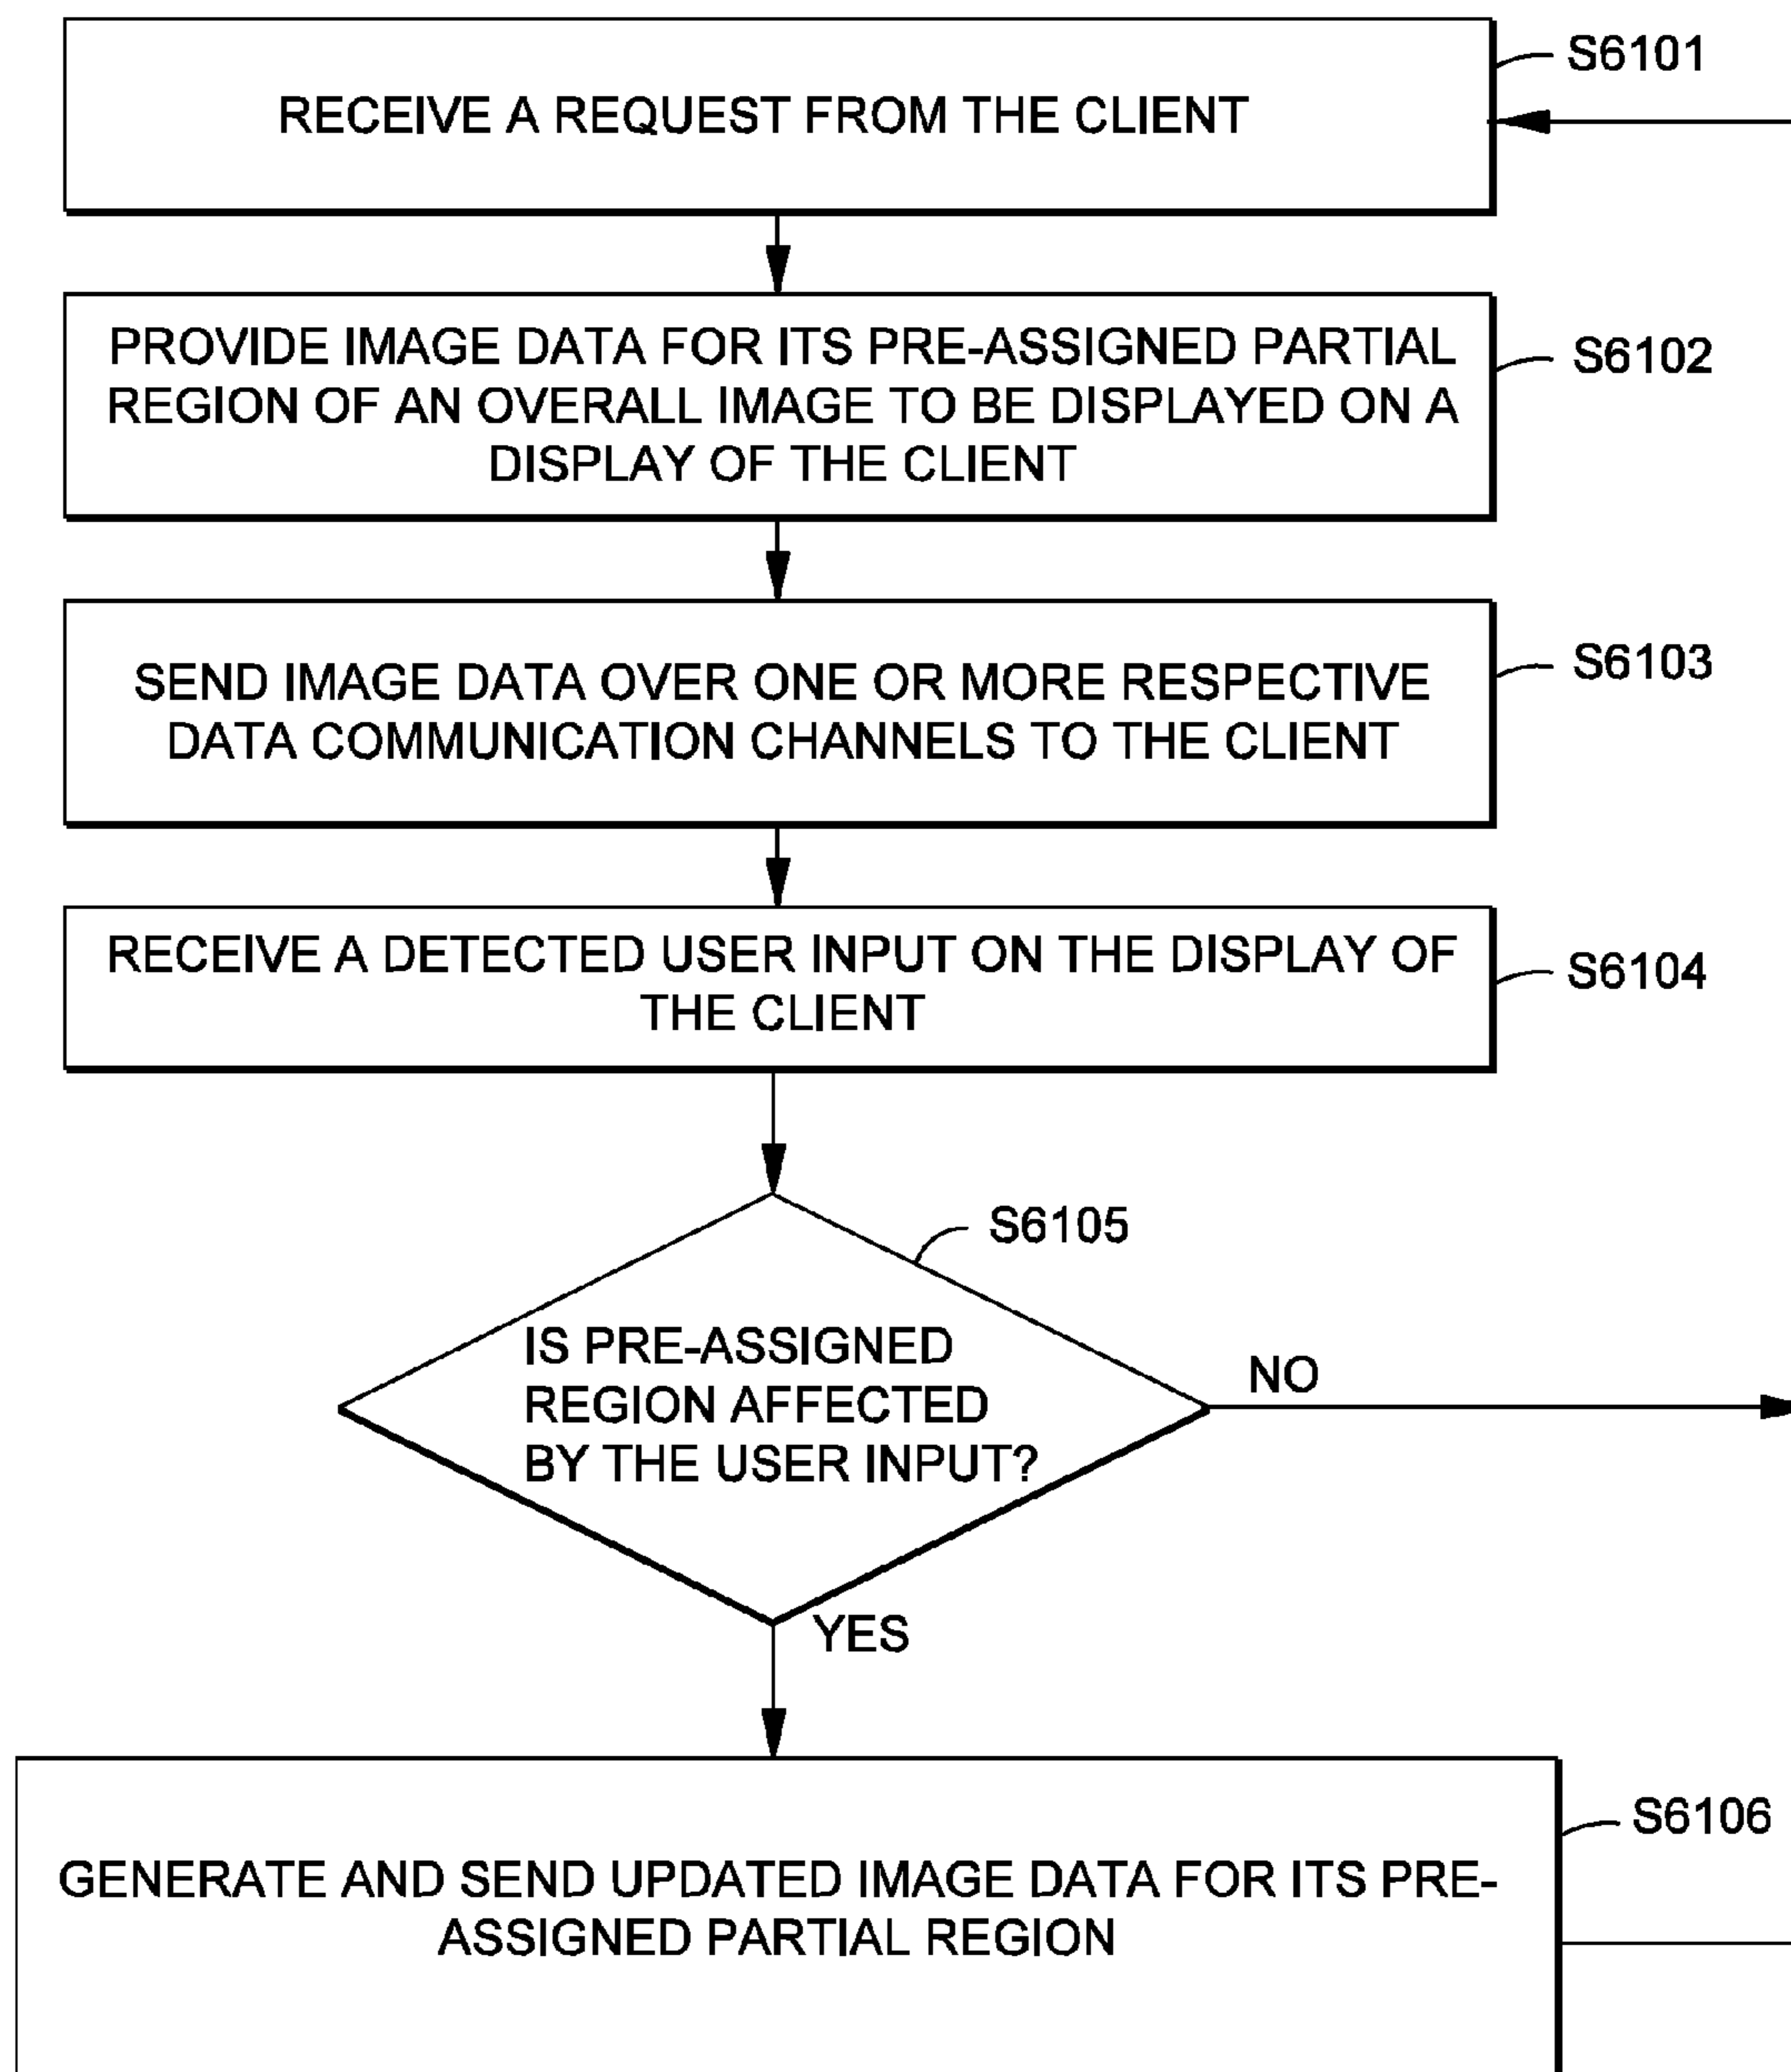 S6101
RECEIVE A REQUEST FROM THE CLIENT
PROVIDE IMAGE DATA FOR ITS PRE-ASSIGNED PARTIAL
REGION OF AN OVERALL IMAGE TO BE DISPLAYED ON A
DISPLAY OF THE CLIENT
S6102
SEND IMAGE DATA OVER ONE OR MORE RESPECTIVE
DATA COMMUNICATION CHANNELS TO THE CLIENT
S6103
RECEIVE A DETECTED USER INPUT ON THE DISPLAY OF
THE CLIENT
S6104
S6105
IS PRE-ASSIGNED
REGION AFFECTED
BY THE USER INPUT?
NO
YES
S6106
GENERATE AND SEND UPDATED IMAGE DATA FOR ITS PRE-
ASSIGNED PARTIAL REGION